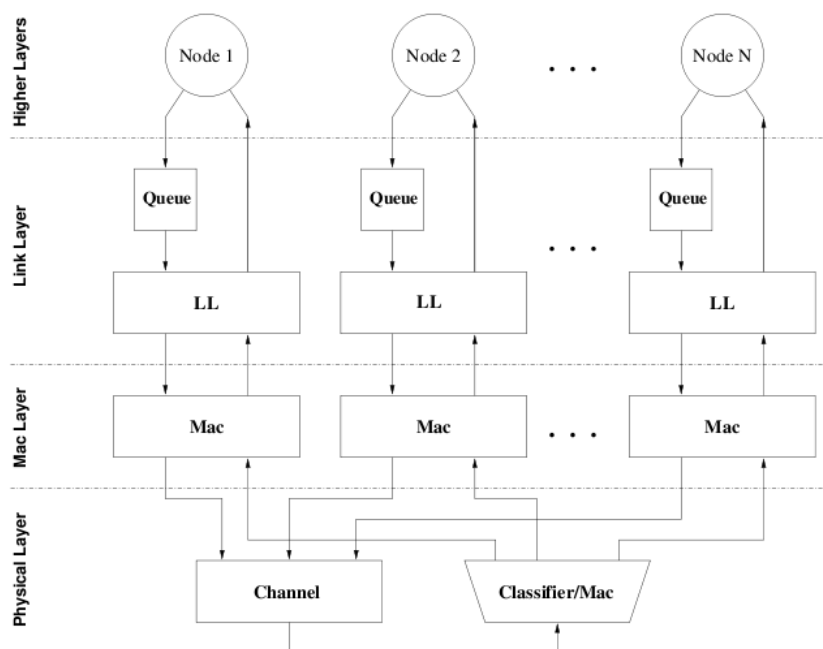 Higher Layers
Node 1
Node 2
. . .
Node N
Link Layer
Queue
Queue
Queue
. . .
LL
LL
LL
Mac Layer
Mac
Mac
. . .
Mac
Physical Layer
Channel
Classifier/Mac